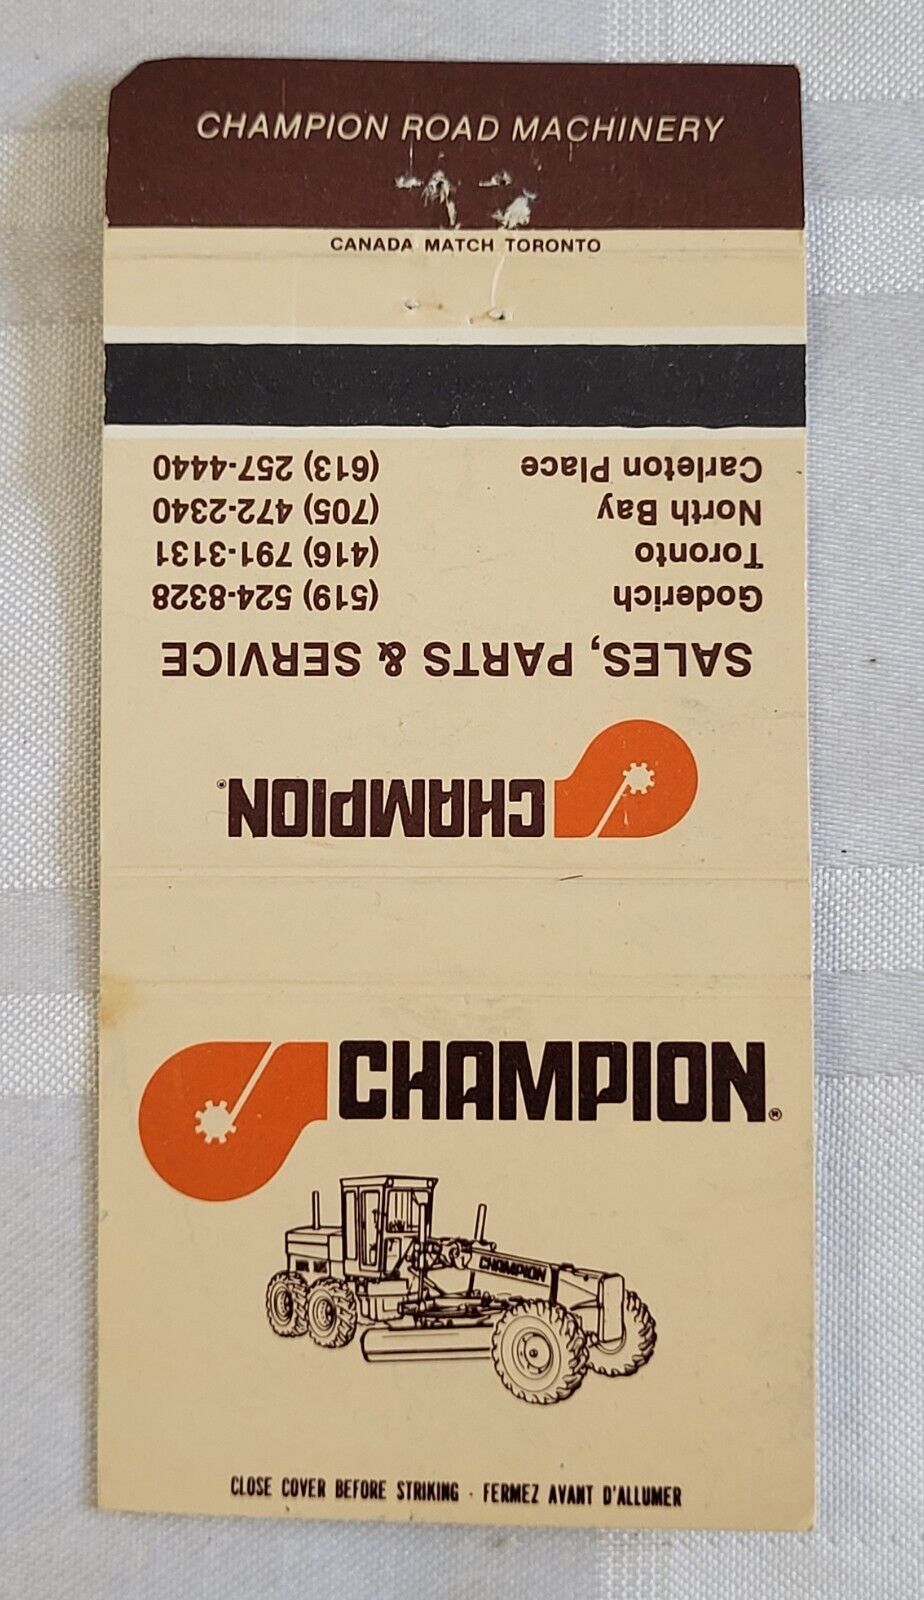 CHAMPION ROAD MACHINERY
CANADA MATCH TORONTO
CHAMPION®
SALES, PARTS & SERVICE
Goderich (519) 524-8328
Toronto (416) 791-3131
North Bay (705) 472-2340
Carleton Place (613) 257-4440
CHAMPION®
CHAMPION
CLOSE COVER BEFORE STRIKING · FERMEZ AVANT D'ALLUMER